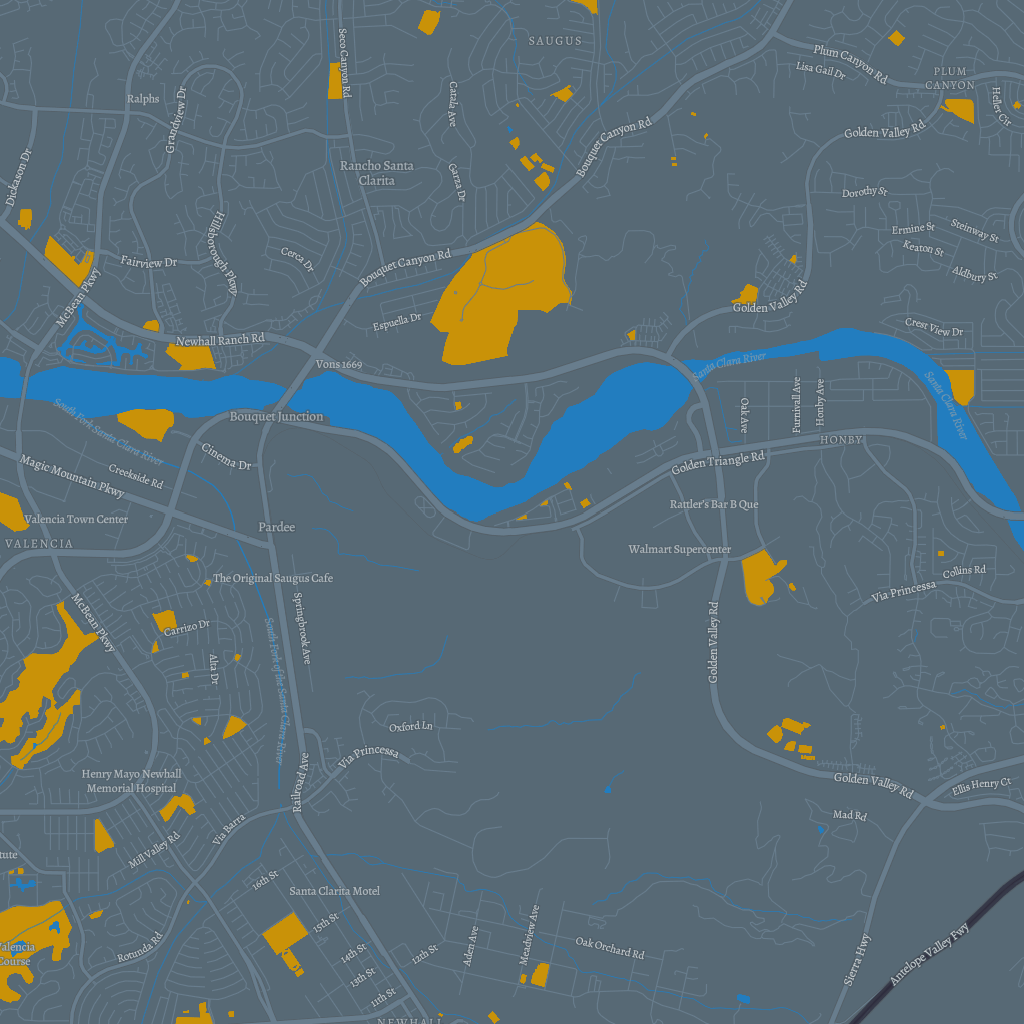 SAUGUS
Plum Canyon Rd
Lisa Gail Dr
PLUM
CANYON
Seco Canyon Rd
Catala Ave
Heller Cir
Ralphs
Grandview Dr
Bouquet Canyon Rd
Golden Valley Rd
Dickason Dr
Rancho Santa
Clarita
Garza Dr
Dorothy St
Hillsborough Pkwy
Ermine St
Steinway St
Keaton St
Aldbury St
Fairview Dr
Cerca Dr
Bouquet Canyon Rd
McBean Pkwy
Golden Valley Rd
Espuella Dr
Crest View Dr
Newhall Ranch Rd
Vons 1669
Santa Clara River
Santa Clara River
South Fork Santa Clara River
Bouquet Junction
Oak Ave
Furnivall Ave
Honby Ave
HONBY
Cinema Dr
Golden Triangle Rd
Magic Mountain Pkwy
Creekside Rd
Rattler's Bar B Que
Valencia Town Center
Pardee
VALENCIA
Walmart Supercenter
The Original Saugus Cafe
Collins Rd
Via Princessa
McBean Pkwy
Springbrook Ave
Carrizo Dr
Golden Valley Rd
Alta Dr
South Fork of the Santa Clara River
Oxford Ln
Via Princessa
Henry Mayo Newhall
Memorial Hospital
Railroad Ave
Golden Valley Rd
Ellis Henry Ct
Mad Rd
Via Barra
Mill Valley Rd
tute
16th St
Santa Clarita Motel
15th St
Meadview Ave
Aden Ave
Oak Orchard Rd
Rotunda Rd
14th St
12th St
13th St
11th St
Valencia
Course
Sierra Hwy
Antelope Valley Fwy
NEWHALL